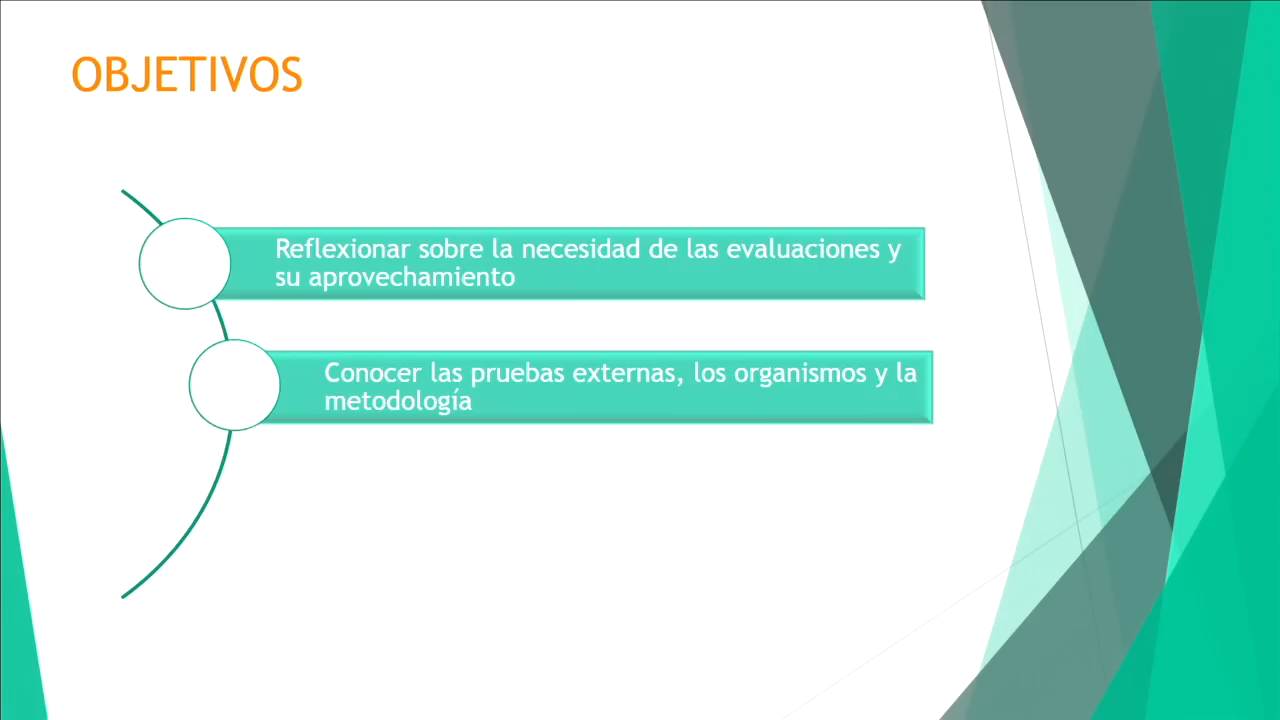 OBJETIVOS
Reflexionar sobre la necesidad de las evaluaciones y
su aprovechamiento
Conocer las pruebas externas, los organismos y la
metodología